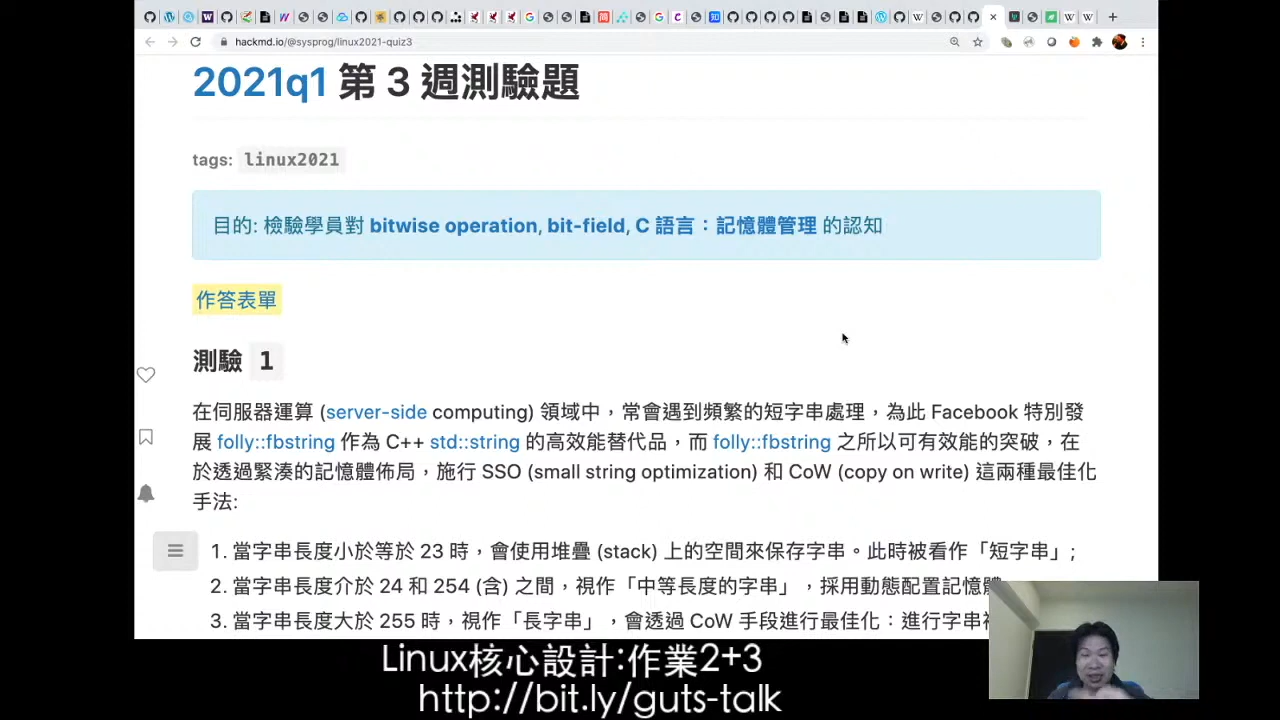 hackmd.io/@sysprog/linux2021-quiz3
2021q1 第 3 週測驗題
tags: linux2021
目的: 檢驗學員對 bitwise operation, bit-field, C 語言：記憶體管理 的認知
作答表單
測驗 1
在伺服器運算 (server-side computing) 領域中，常會遇到頻繁的短字串處理，為此 Facebook 特別發
展 folly::fbstring 作為 C++ std::string 的高效能替代品，而 folly::fbstring 之所以可有效能的突破，在
於透過緊湊的記憶體佈局，施行 SSO (small string optimization) 和 CoW (copy on write) 這兩種最佳化
手法:
1. 當字串長度小於等於 23 時，會使用堆疊 (stack) 上的空間來保存字串。此時被看作「短字串」;
2. 當字串長度介於 24 和 254 (含) 之間，視作「中等長度的字串」，採用動態配置記憶體
3. 當字串長度大於 255 時，視作「長字串」，會透過 CoW 手段進行最佳化：進行字串
Linux核心設計:作業2+3
http://bit.ly/guts-talk